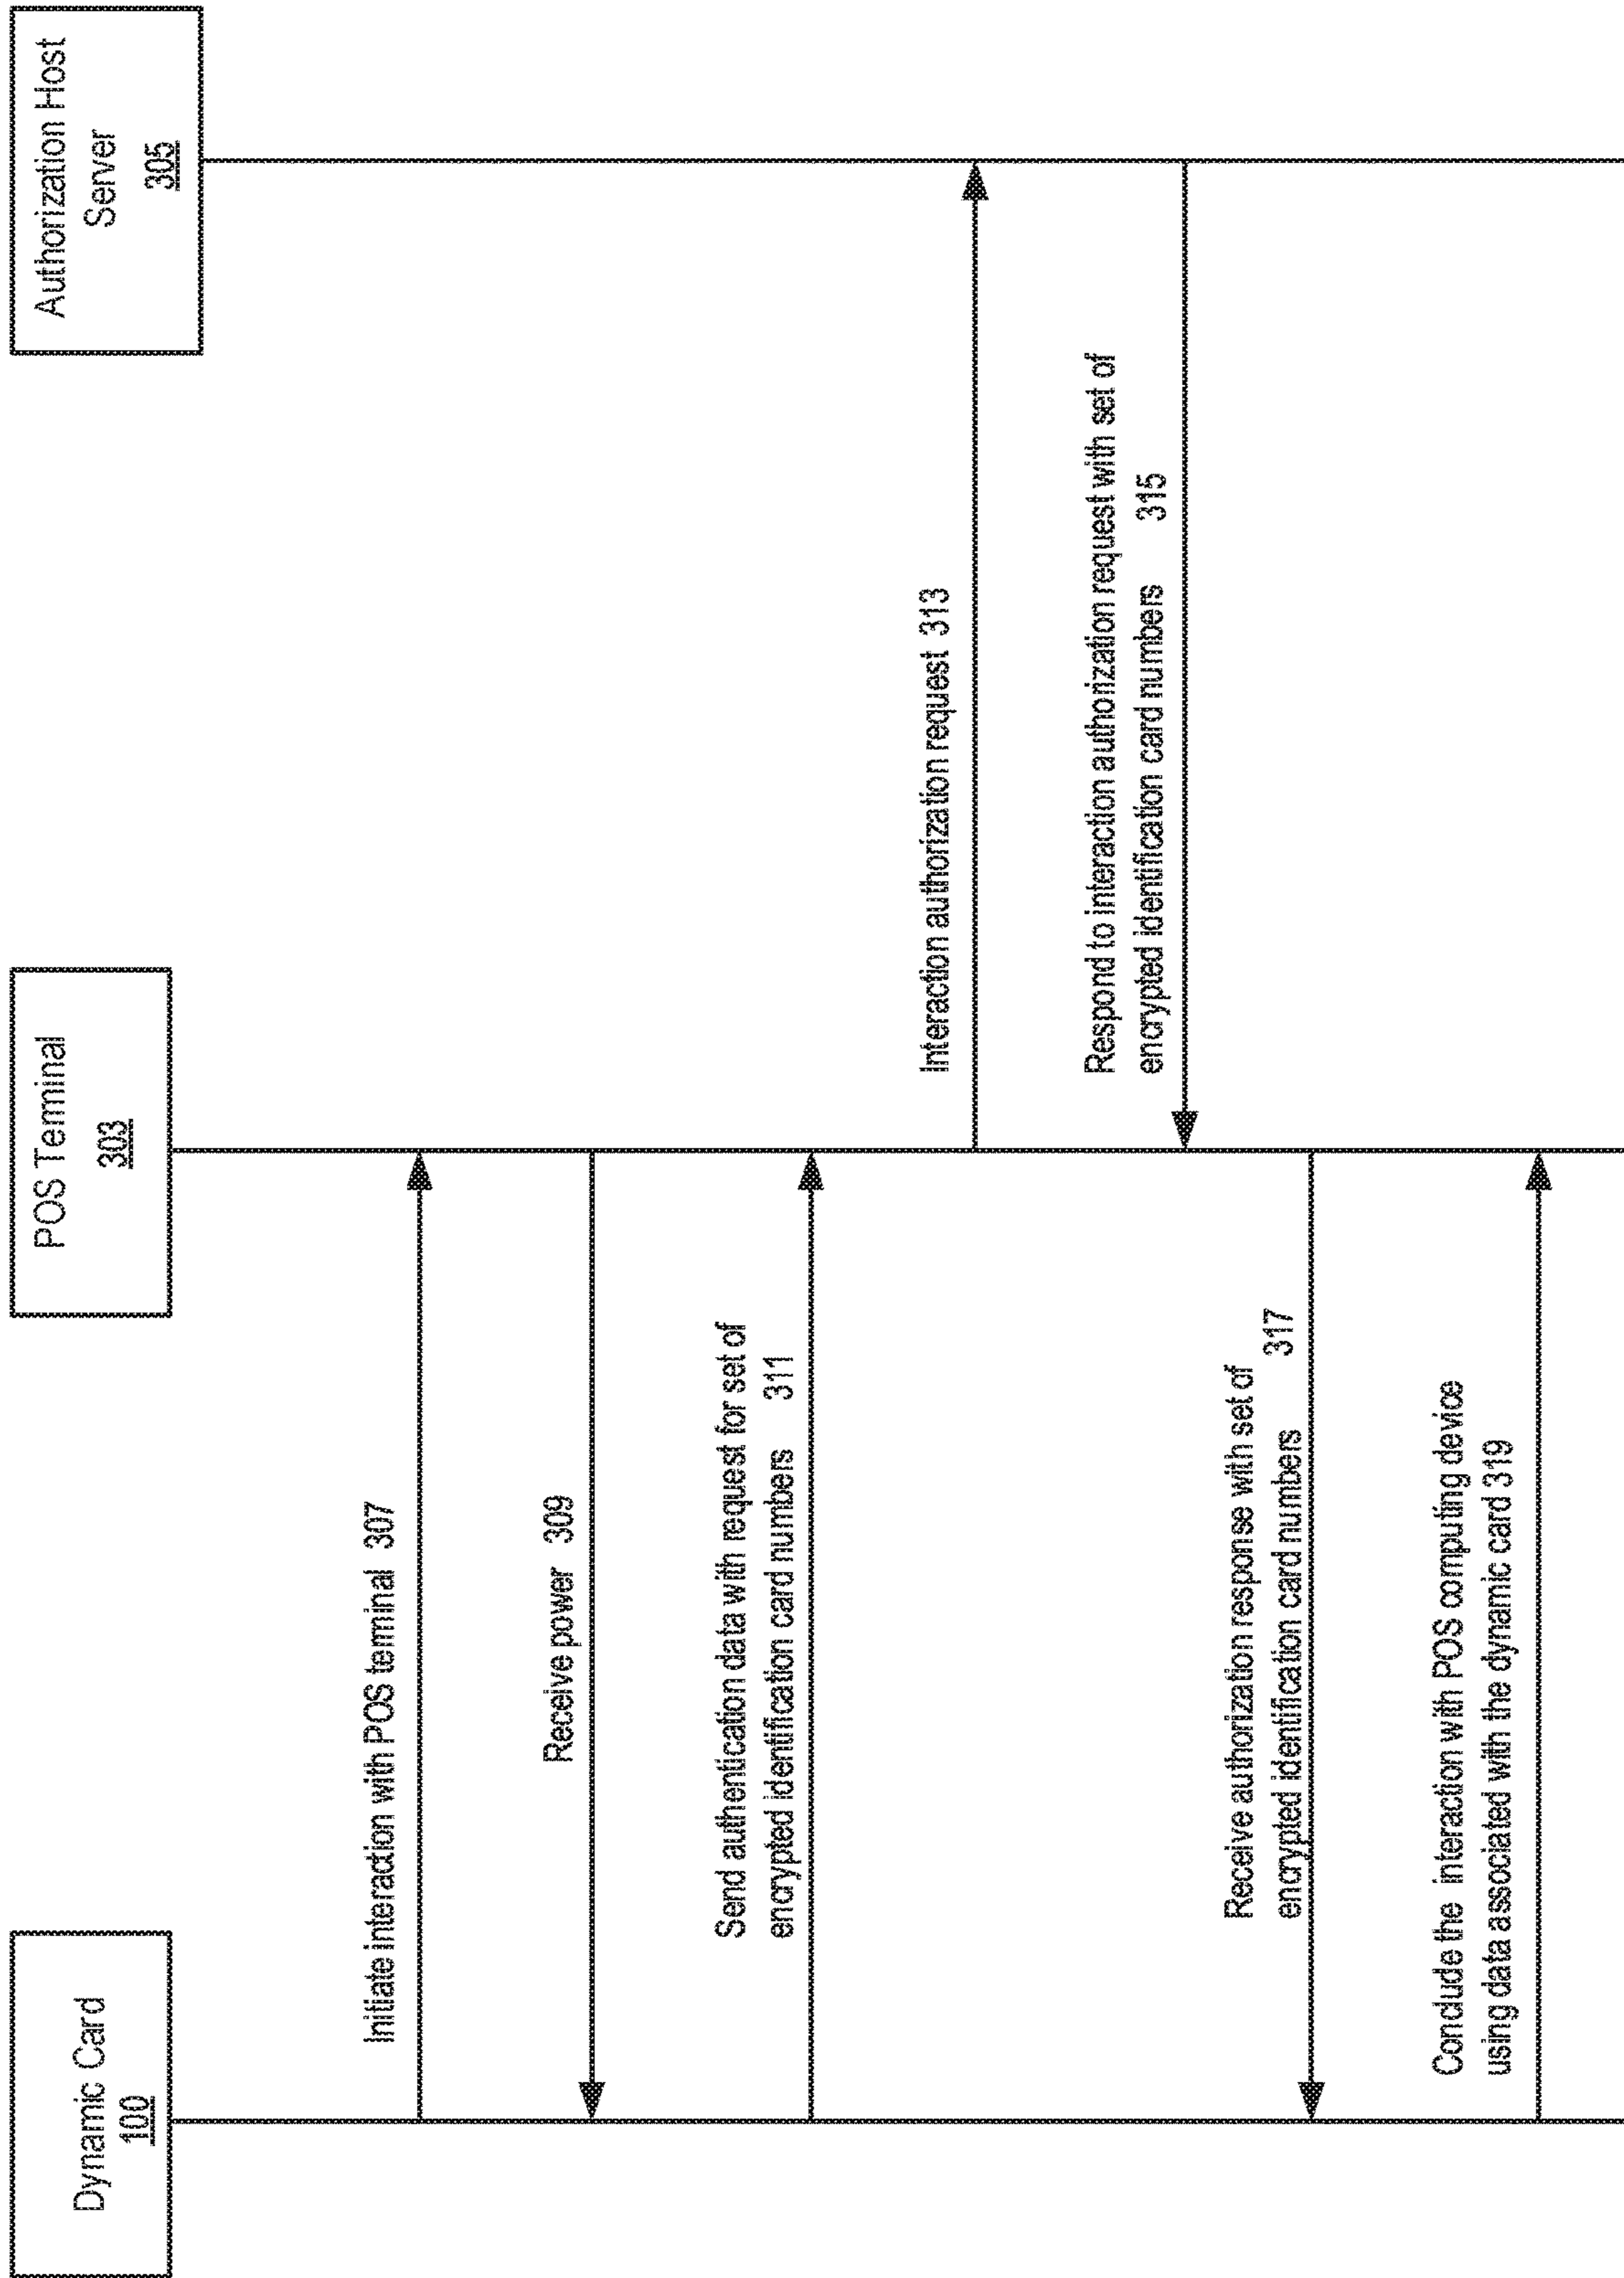 Dynamic Card
100
POS Terminal
303
Authorization Host
Server
305
Initiate interaction with POS terminal 307
Receive power 309
Send authentication data with request for set of
encrypted identification card numbers 311
Interaction authorization request 313
Respond to interaction authorization request with set of
encrypted identification card numbers 315
Receive authorization response with set of
encrypted identification card numbers 317
Conclude the interaction with POS computing device
using data associated with the dynamic card 319